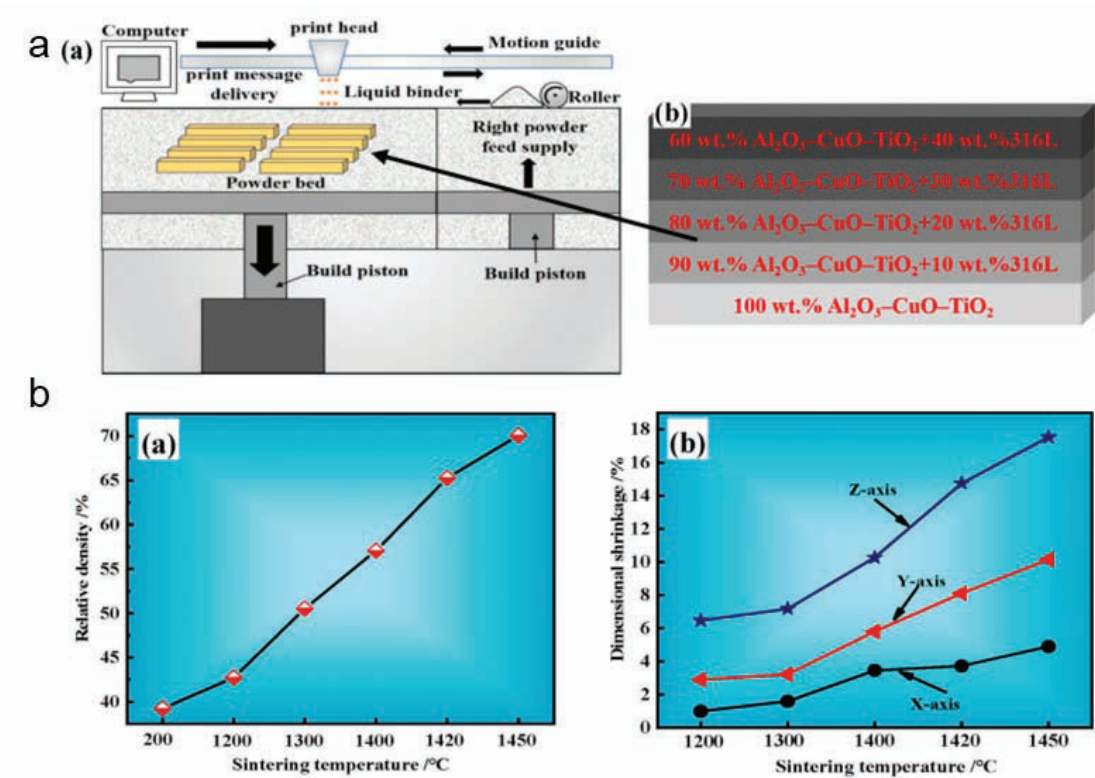 a
(a)
Computer
print head
Motion guide
print message
delivery
Liquid binder
Roller
Right powder
feed supply
Powder bed
Build piston
Build piston
(b)
60 wt.% Al₂O₃–CuO–TiO₂+40 wt.%316L
70 wt.% Al₂O₃–CuO–TiO₂+30 wt.%316L
80 wt.% Al₂O₃–CuO–TiO₂+20 wt.%316L
90 wt.% Al₂O₃–CuO–TiO₂+10 wt.%316L
100 wt.% Al₂O₃–CuO–TiO₂
b
(a)
Relative density /%
70
65
60
55
50
45
40
200 1200 1300 1400 1420 1450
Sintering temperature /°C
(b)
Dimensional shrinkage /%
18
16
14
12
10
8
6
4
2
0
Z-axis
Y-axis
X-axis
1200 1300 1400 1420 1450
Sintering temperature /°C